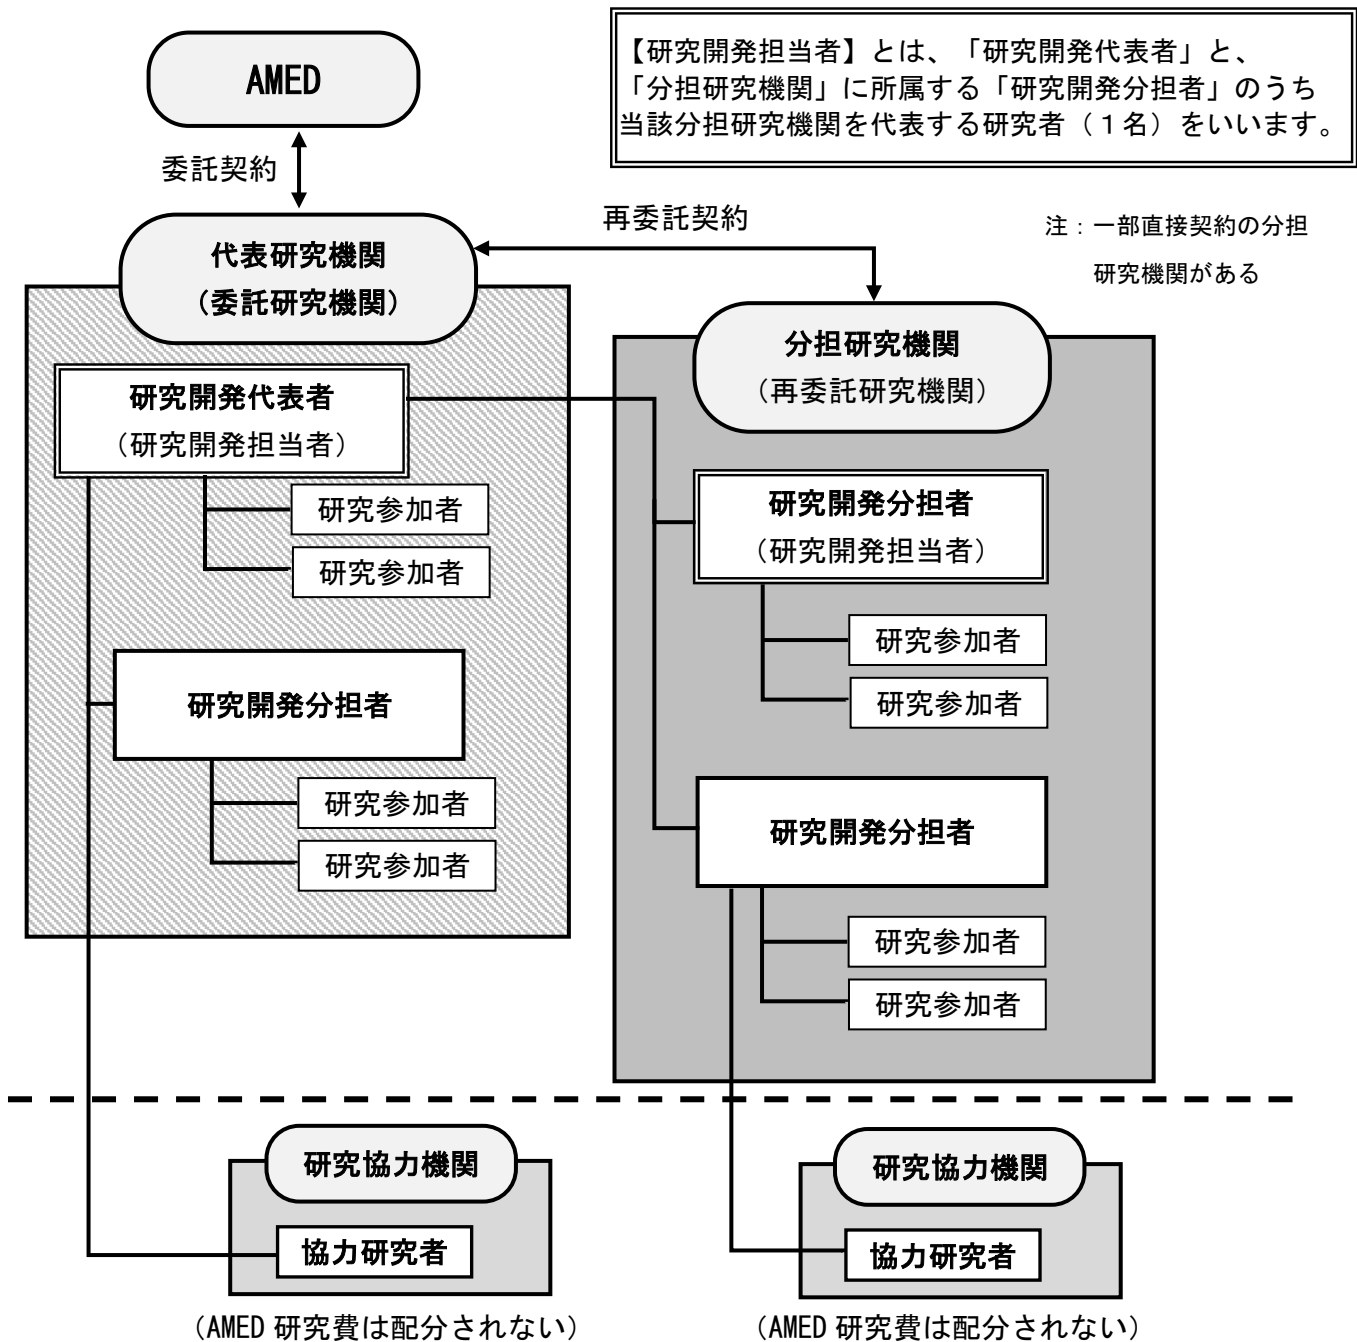 AMED
【研究開発担当者】とは、「研究開発代表者」と、
「分担研究機関」に所属する「研究開発分担者」のうち
当該分担研究機関を代表する研究者（１名）をいいます。
委託契約
再委託契約
注：一部直接契約の分担
研究機関がある
代表研究機関
（委託研究機関）
研究開発代表者
（研究開発担当者）
研究参加者
研究参加者
研究開発分担者
研究参加者
研究参加者
分担研究機関
（再委託研究機関）
研究開発分担者
（研究開発担当者）
研究参加者
研究参加者
研究開発分担者
研究参加者
研究参加者
研究協力機関
協力研究者
（AMED 研究費は配分されない）
研究協力機関
協力研究者
（AMED 研究費は配分されない）